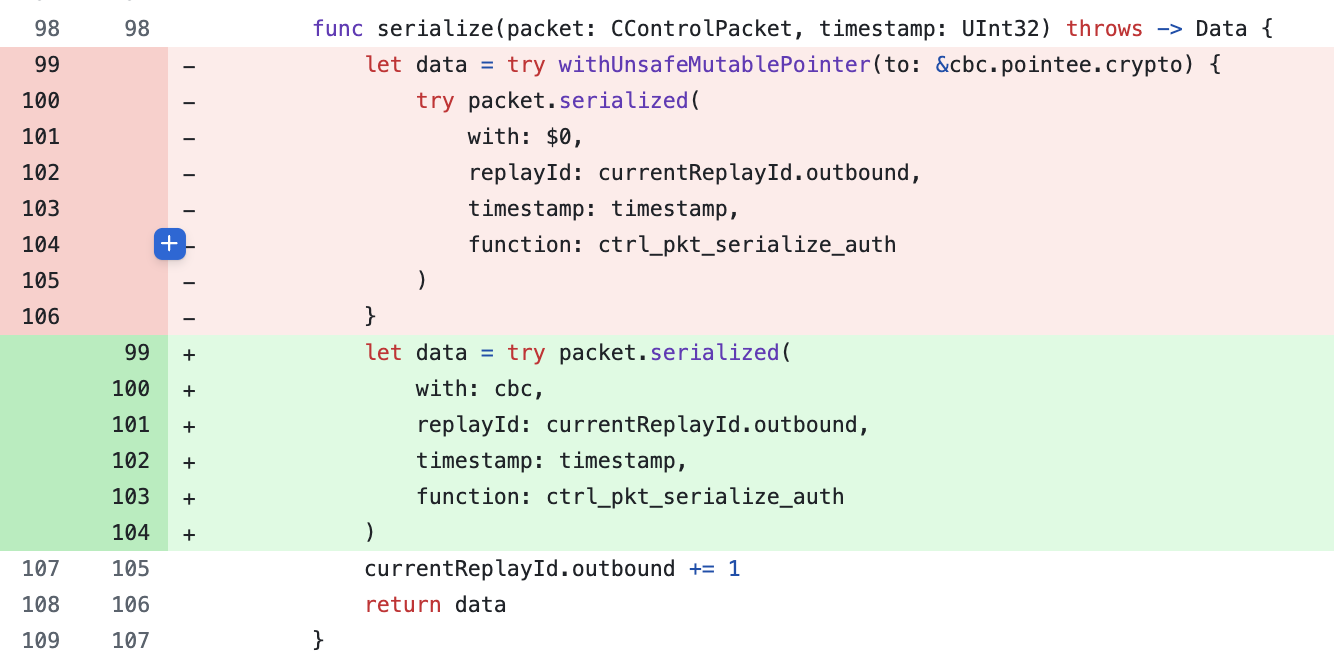 98 98 func serialize(packet: CControlPacket, timestamp: UInt32) throws -> Data {
99 - let data = try withUnsafeMutablePointer(to: &cbc.pointee.crypto) {
100 - try packet.serialized(
101 - with: $0,
102 - replayId: currentReplayId.outbound,
103 - timestamp: timestamp,
104 + - function: ctrl_pkt_serialize_auth
105 - )
106 - }
99 + let data = try packet.serialized(
100 + with: cbc,
101 + replayId: currentReplayId.outbound,
102 + timestamp: timestamp,
103 + function: ctrl_pkt_serialize_auth
104 + )
107 105 currentReplayId.outbound += 1
108 106 return data
109 107 }